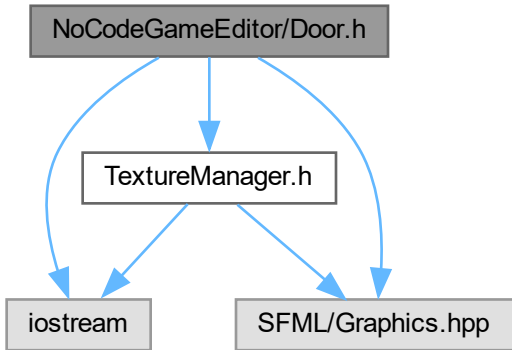 NoCodeGameEditor/Door.h
TextureManager.h
iostream
SFML/Graphics.hpp